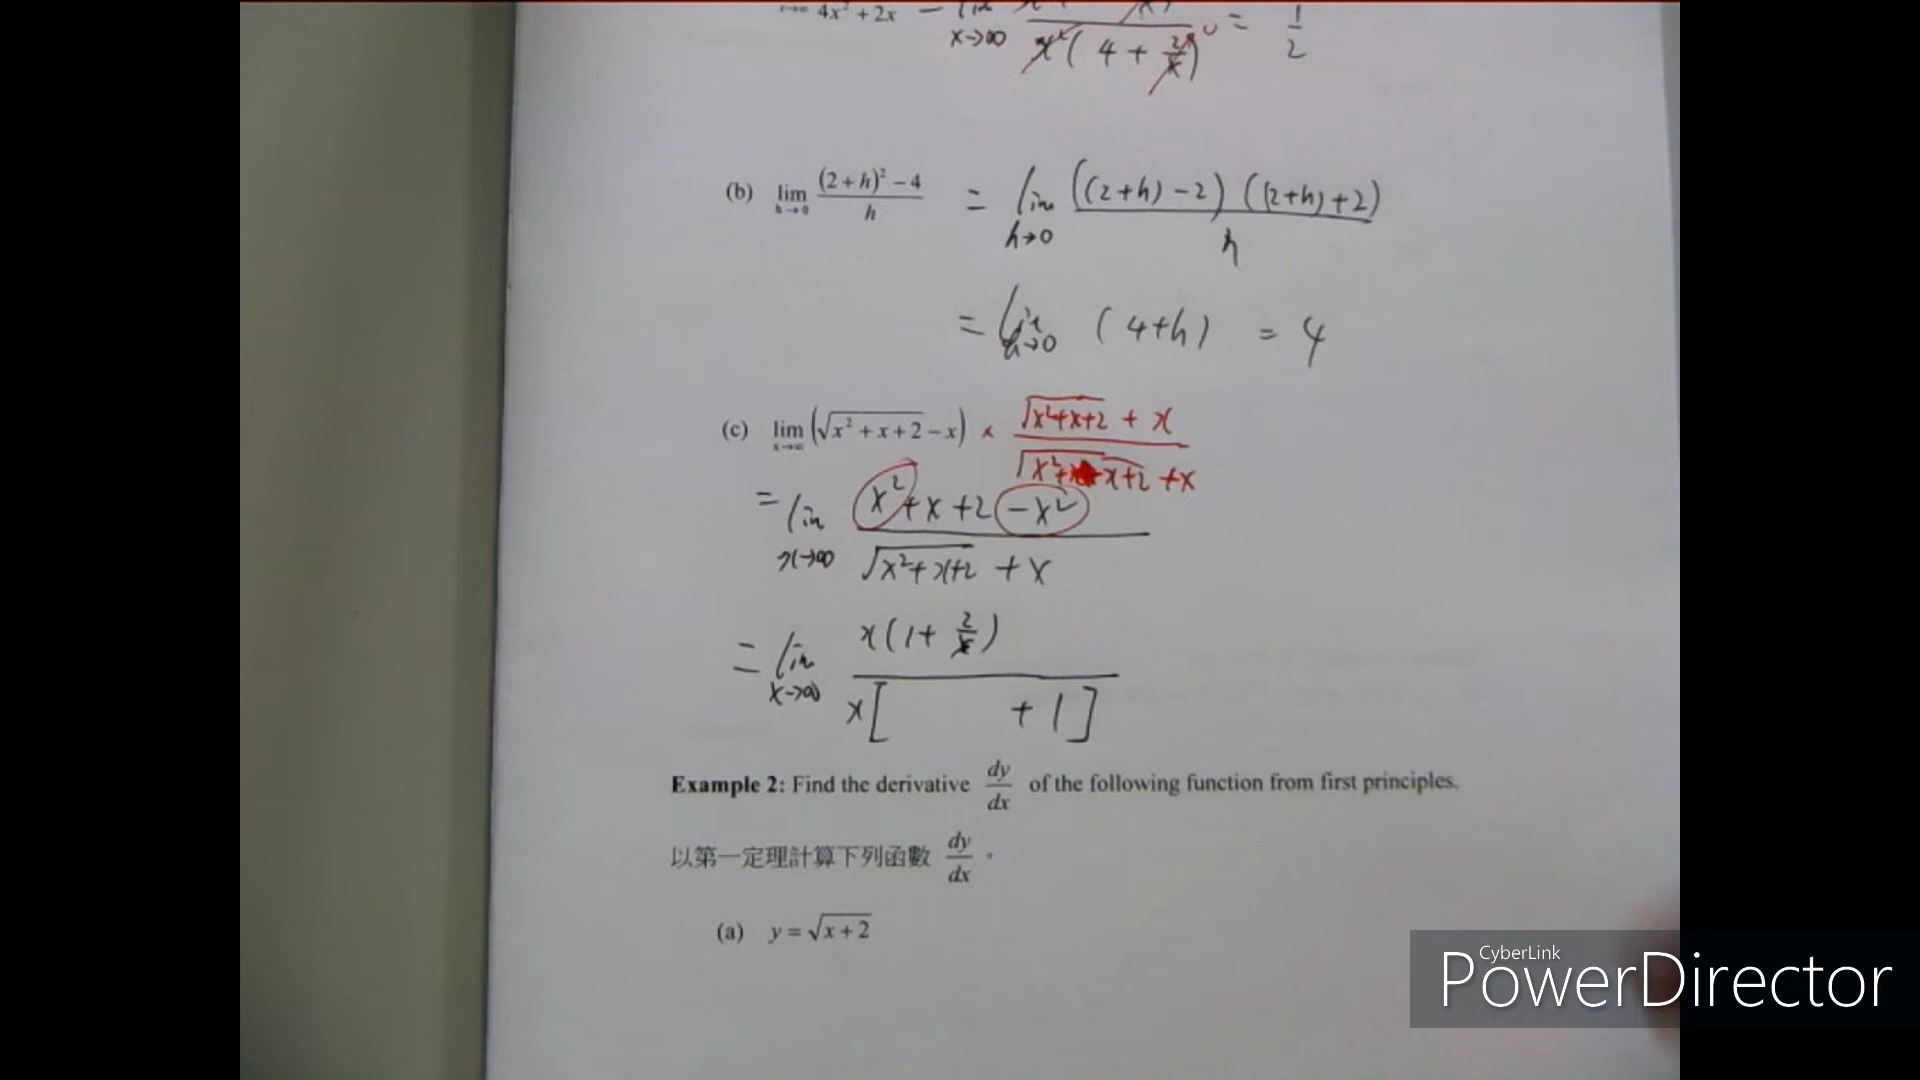 x→∞ 4x² + 2x = lim x→∞ x²( 4 + 2/x ) 0 = 1/2
(b) lim h→0 ((2+h)² − 4)/h = lim h→0 ((2+h) −2) ((2+h)+2) / h
= lim h→0 (4+h) = 4
(c) lim x→∞ (√(x² + x + 2) − x) × (√(x²+x+2) + x) / (√(x²+x+2) + x)
= lim x→∞ (x² + x + 2 − x²) / (√(x²+x+2) + x)
= lim x→∞ x(1+ 2/x) / x[ + 1]
Example 2: Find the derivative dy/dx of the following function from first principles.
以第一定理計算下列函數 dy/dx。
(a) y = √(x + 2)
CyberLink
PowerDirector